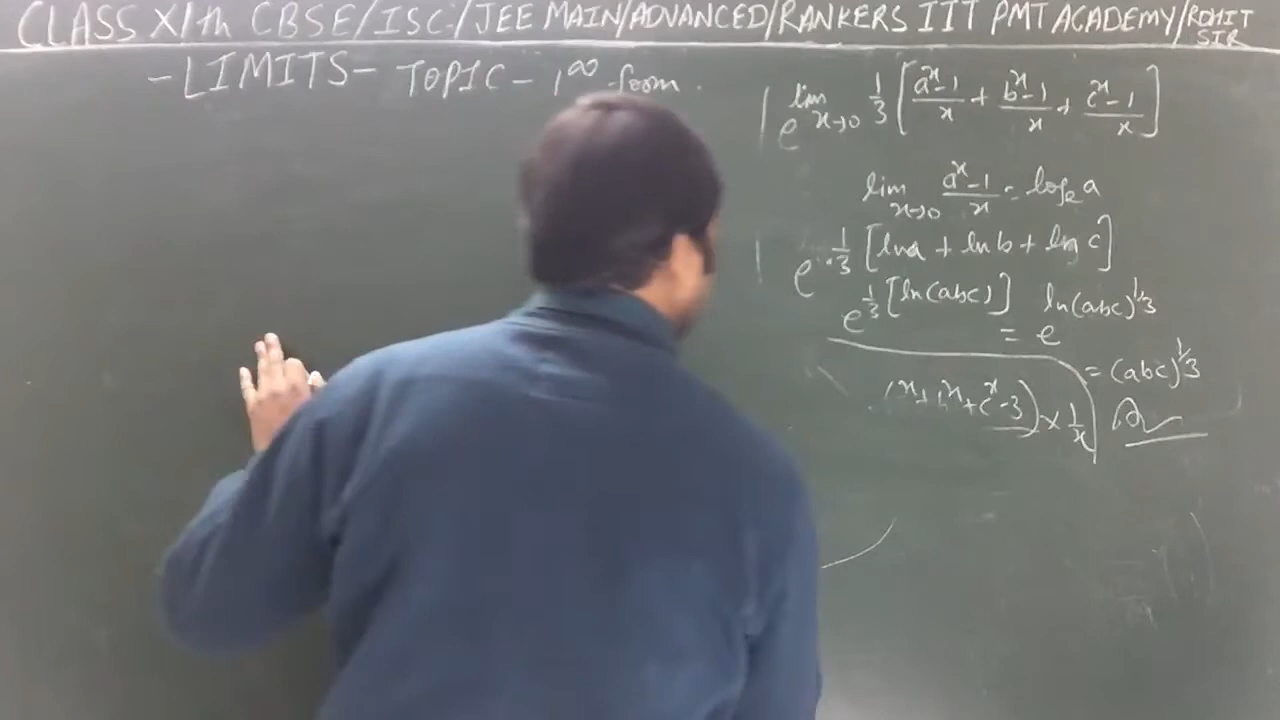 CLASS XIth CBSE/ISC/JEE MAIN/ADVANCED/RANKERS IIT PMT ACADEMY/ROHIT SIR
-LIMITS- TOPIC - 1^∞ form.
e^{lim x→0 1/3 [(a^x-1)/x + (b^x-1)/x + (c^x-1)/x]}
lim x→0 (a^x-1)/x = log_e a
e^{1/3 [ln a + ln b + log c]}
e^{1/3 [ln(abc)]} = e^{ln(abc)^{1/3}}
= (abc)^{1/3}
+ c^x - 3) × 1/x